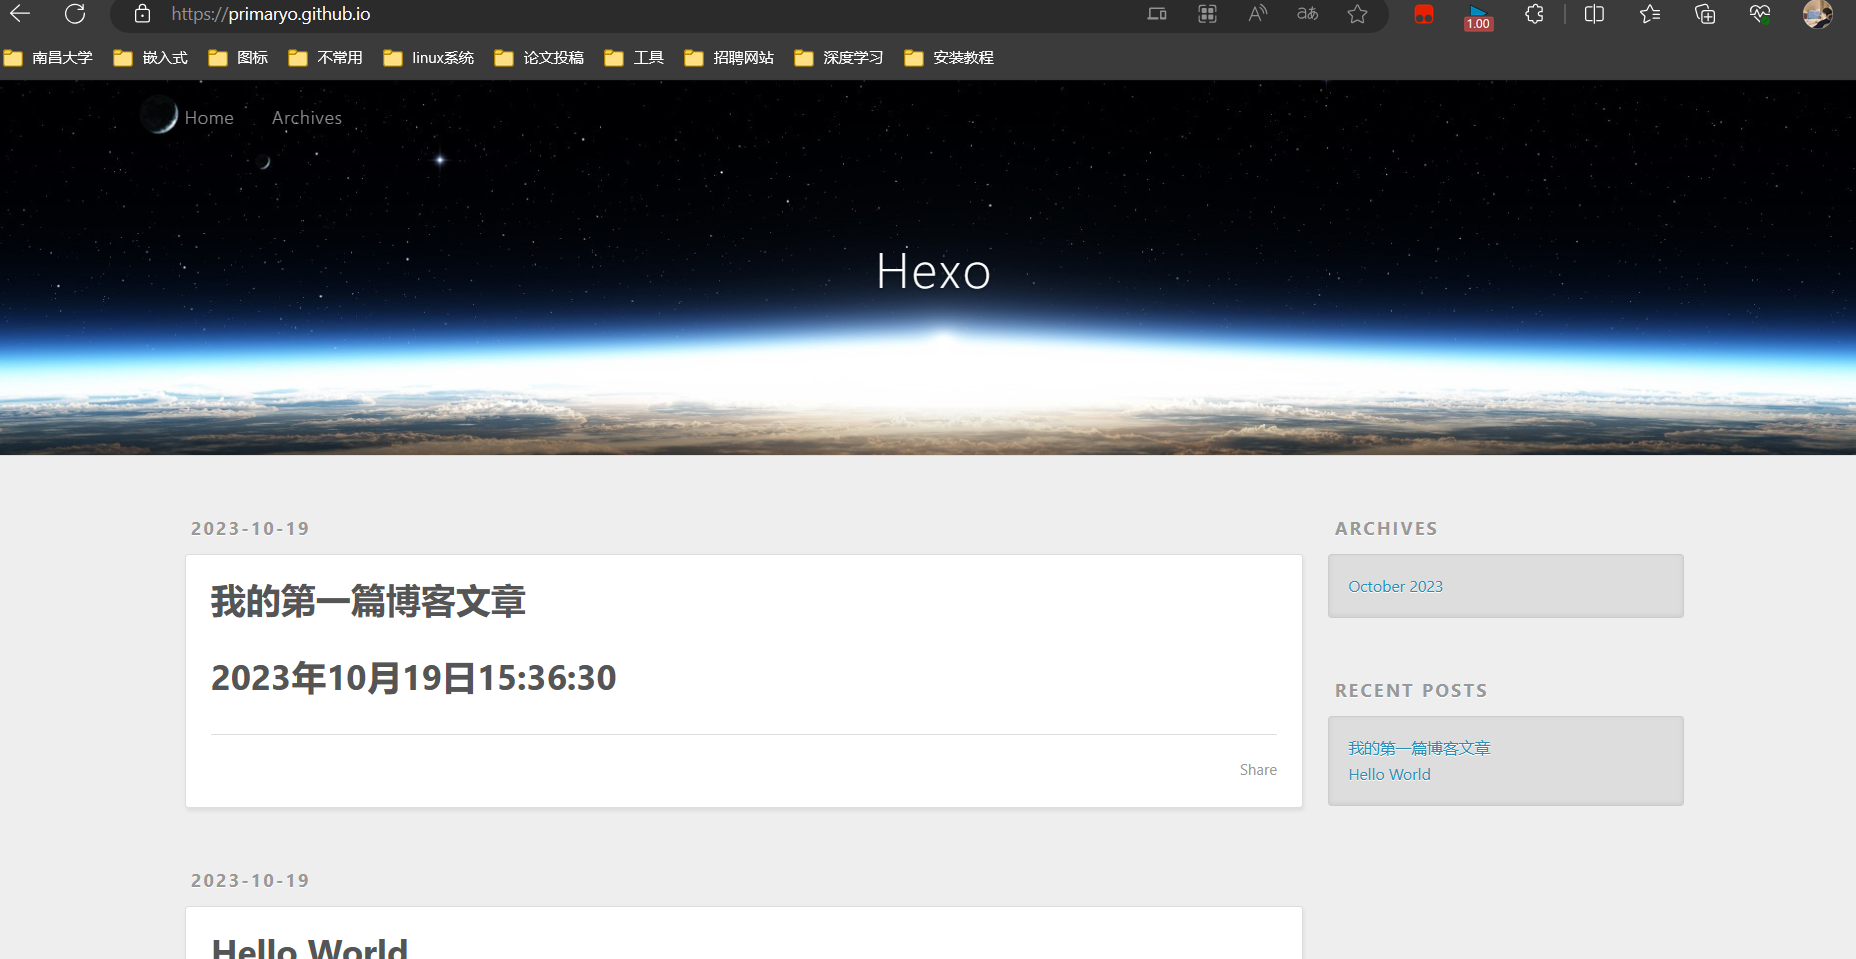 https://primaryo.github.io
1.00
南昌大学 嵌入式 图标 不常用 linux系统 论文投稿 工具 招聘网站 深度学习 安装教程
Home Archives
Hexo
2023-10-19
我的第一篇博客文章
2023年10月19日15:36:30
Share
2023-10-19
Hello World
ARCHIVES
October 2023
RECENT POSTS
我的第一篇博客文章
Hello World